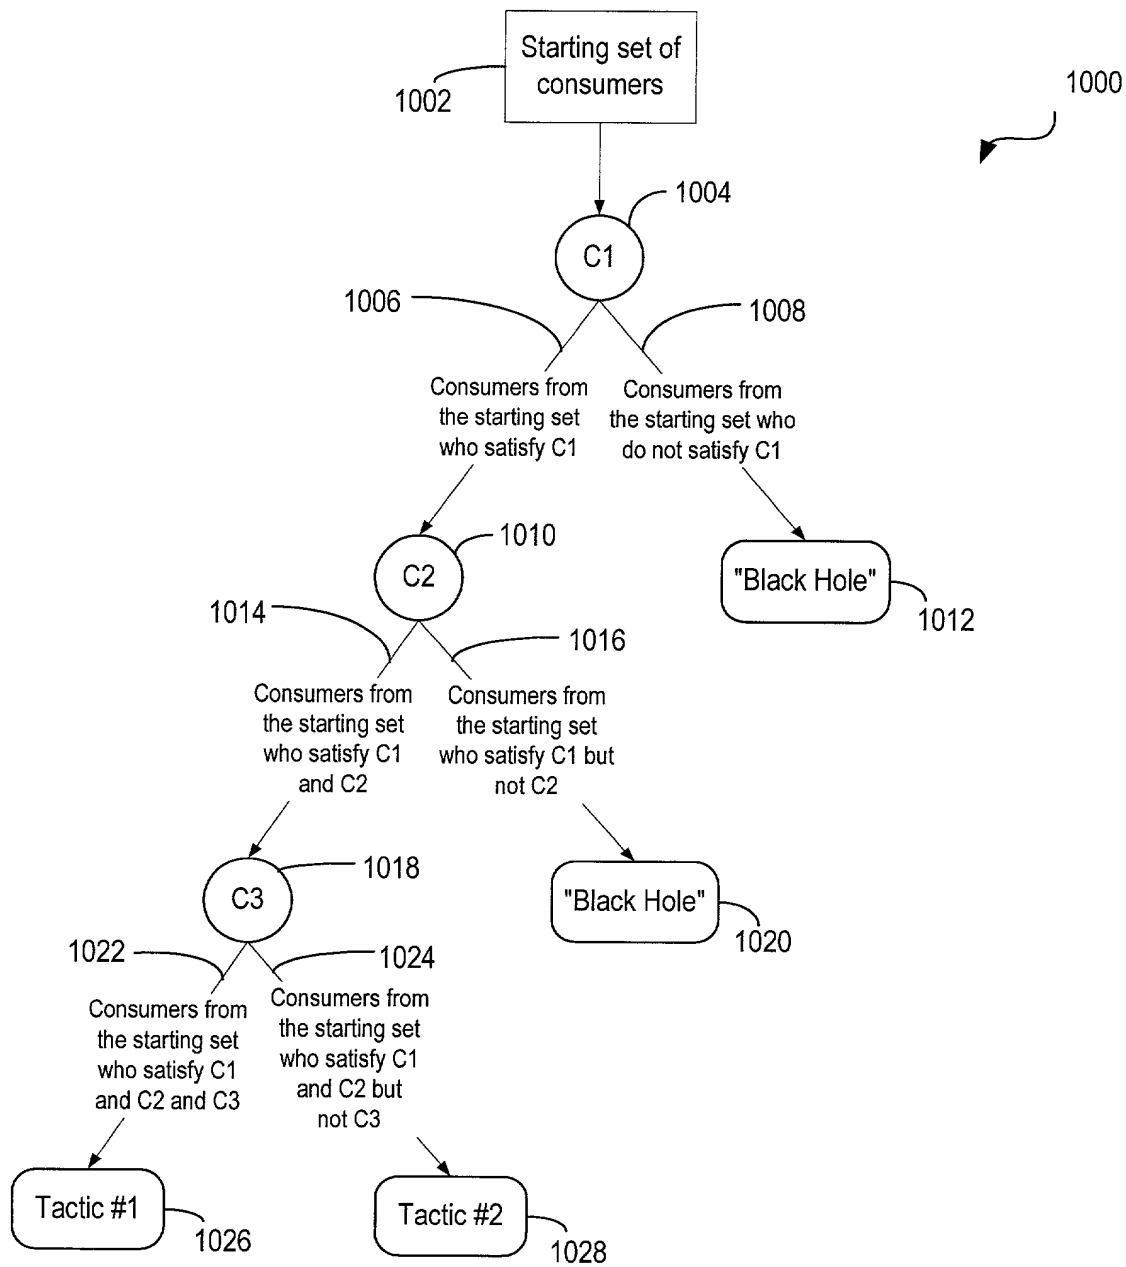 Starting set of
consumers
1002
1000
1004
C1
1006
1008
Consumers from
the starting set
who satisfy C1
Consumers from
the starting set who
do not satisfy C1
1010
C2
"Black Hole"
1012
1014
1016
Consumers from
the starting set
who satisfy C1
and C2
Consumers from
the starting set
who satisfy C1 but
not C2
1018
C3
"Black Hole"
1020
1022
1024
Consumers from
the starting set
who satisfy C1
and C2 and C3
Consumers from
the starting set
who satisfy C1
and C2 but
not C3
Tactic #1
1026
Tactic #2
1028